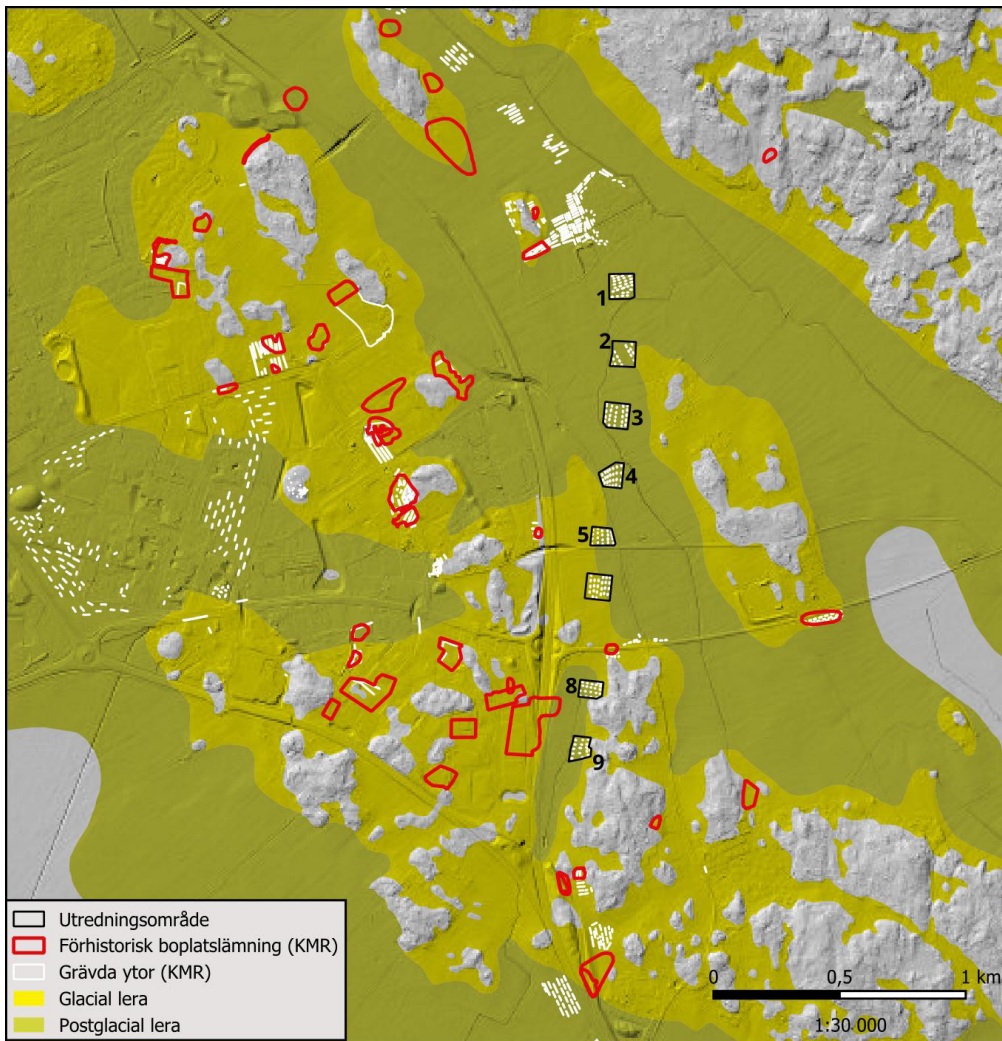 1
2
3
4
5
8
9
Utredningsområde
Förhistorisk boplatslämning (KMR)
Grävda ytor (KMR)
Glacial lera
Postglacial lera
0 0,5 1 km
1:30 000